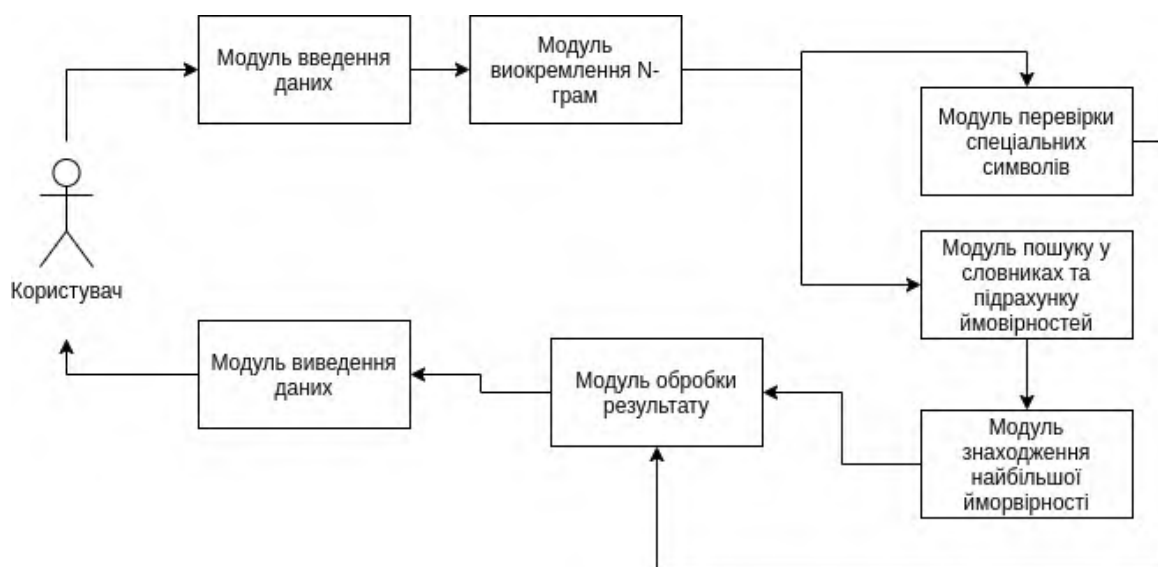 Модуль введення
даних
Модуль
виокремлення N-
грам
Модуль перевірки
спеціальних
символів
Модуль пошуку у
словниках та
підрахунку
ймовірностей
Користувач
Модуль виведення
даних
Модуль обробки
результату
Модуль
знаходження
найбільшої
йморвірності